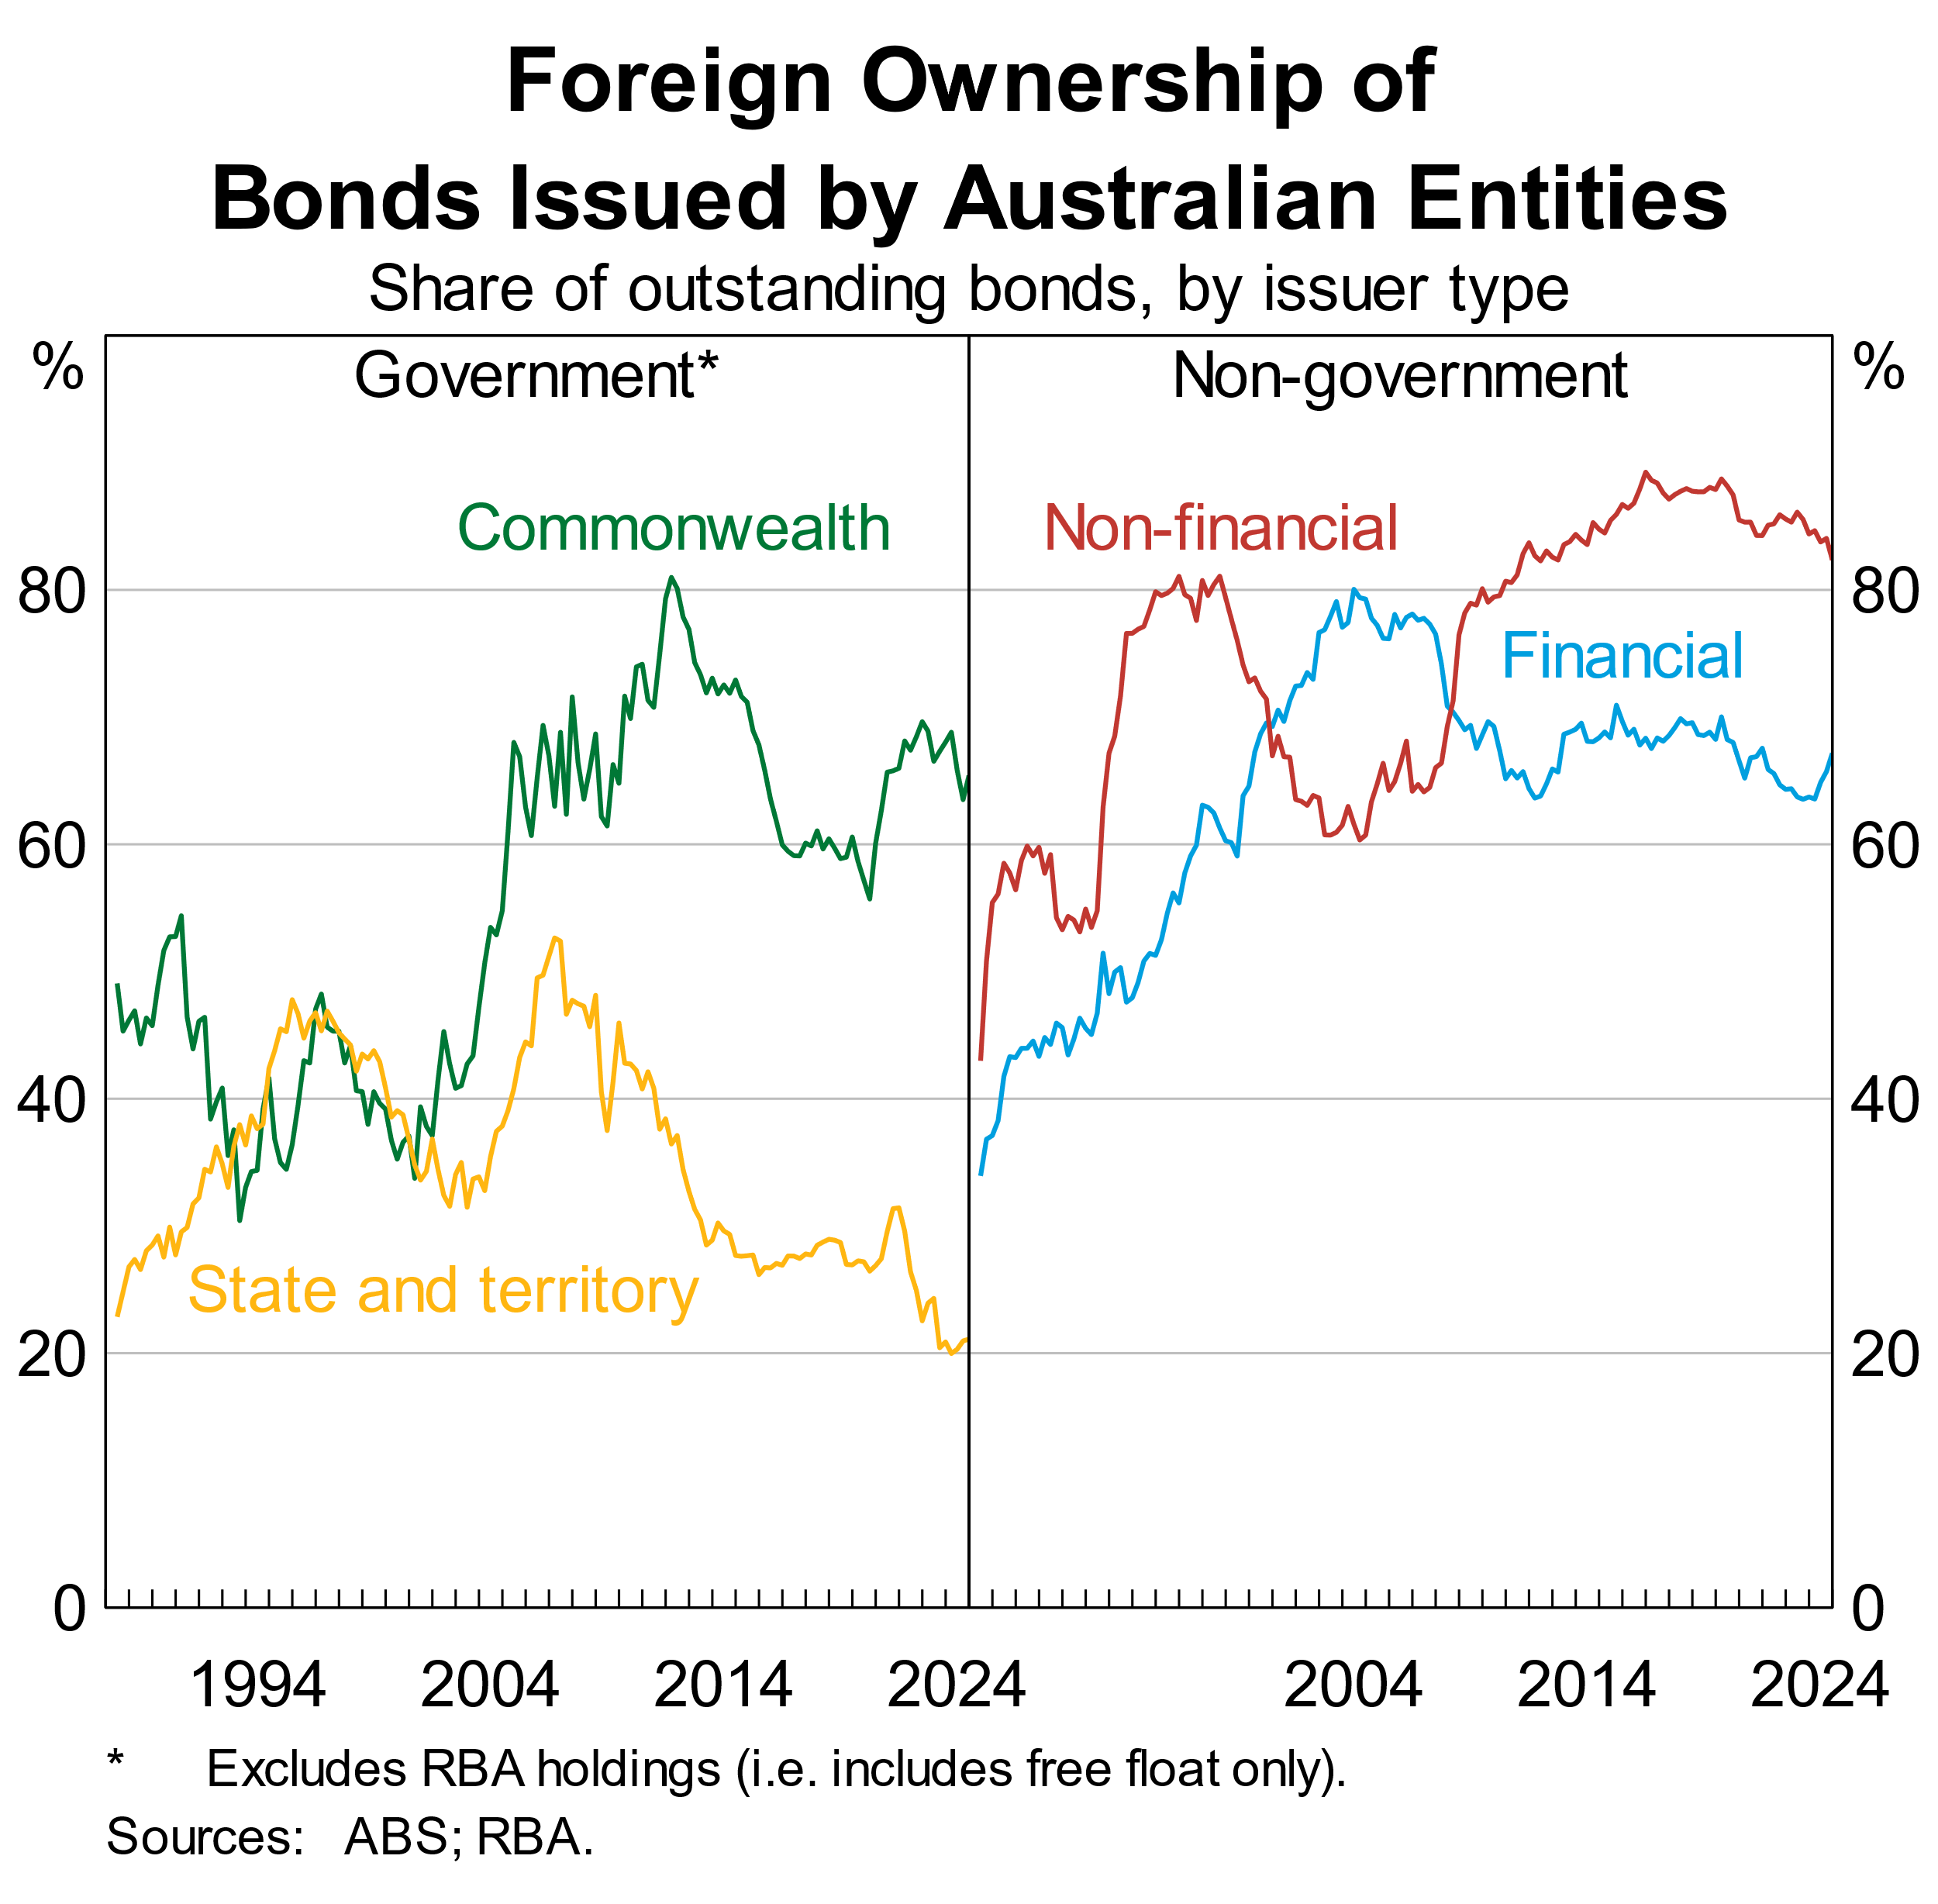 Foreign Ownership of
Bonds Issued by Australian Entities
Share of outstanding bonds, by issuer type
% Government* Non-government %
Commonwealth Non-financial
80 80
Financial
60 60
40 40
State and territory
20 20
0 0
1994 2004 2014 2024 2004 2014 2024
* Excludes RBA holdings (i.e. includes free float only).
Sources: ABS; RBA.